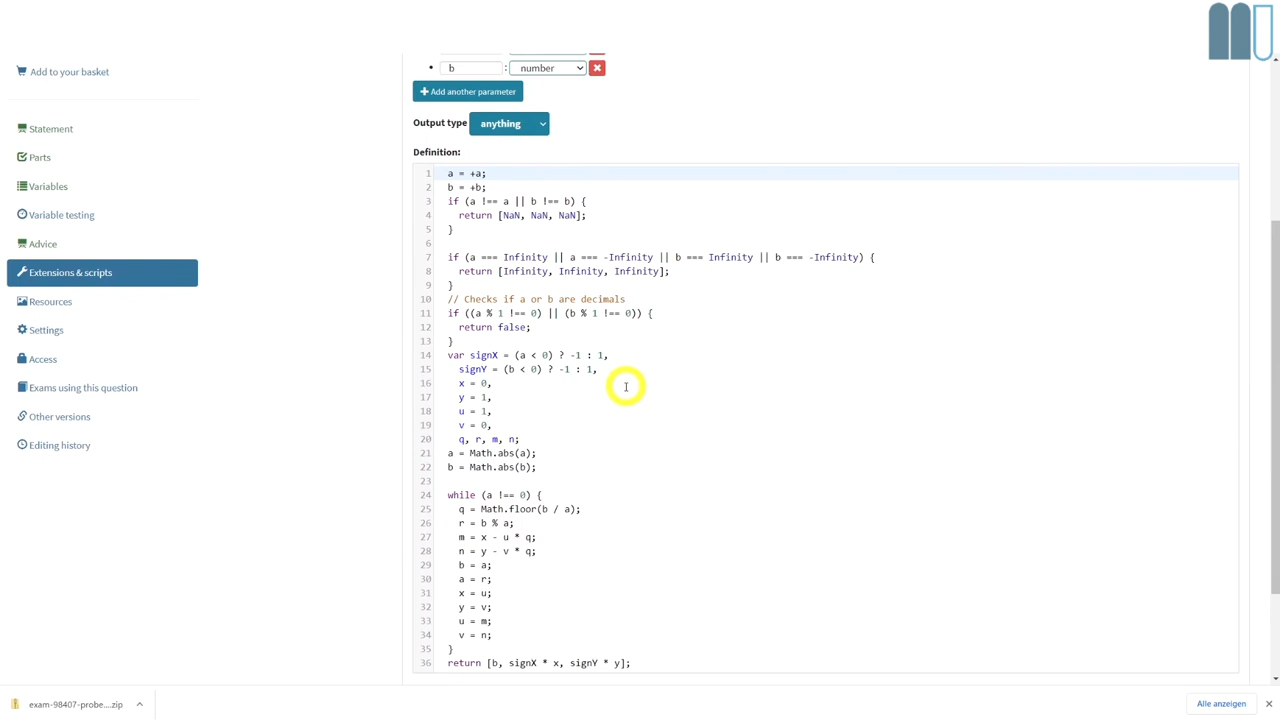 Add to your basket
Statement
Parts
Variables
Variable testing
Advice
Extensions & scripts
Resources
Settings
Access
Exams using this question
Other versions
Editing history
b : number
Add another parameter
Output type anything
Definition:
1 a = +a;
2 b = +b;
3 if (a !== a || b !== b) {
4 return [NaN, NaN, NaN];
5 }
6
7 if (a === Infinity || a === -Infinity || b === Infinity || b === -Infinity) {
8 return [Infinity, Infinity, Infinity];
9 }
10 // Checks if a or b are decimals
11 if ((a % 1 !== 0) || (b % 1 !== 0)) {
12 return false;
13 }
14 var signX = (a < 0) ? -1 : 1,
15 signY = (b < 0) ? -1 : 1,
16 x = 0,
17 y = 1,
18 u = 1,
19 v = 0,
20 q, r, m, n;
21 a = Math.abs(a);
22 b = Math.abs(b);
23
24 while (a !== 0) {
25 q = Math.floor(b / a);
26 r = b % a;
27 m = x - u * q;
28 n = y - v * q;
29 b = a;
30 a = r;
31 x = u;
32 y = v;
33 u = m;
34 v = n;
35 }
36 return [b, signX * x, signY * y];
exam-98407-probe....zip
Alle anzeigen